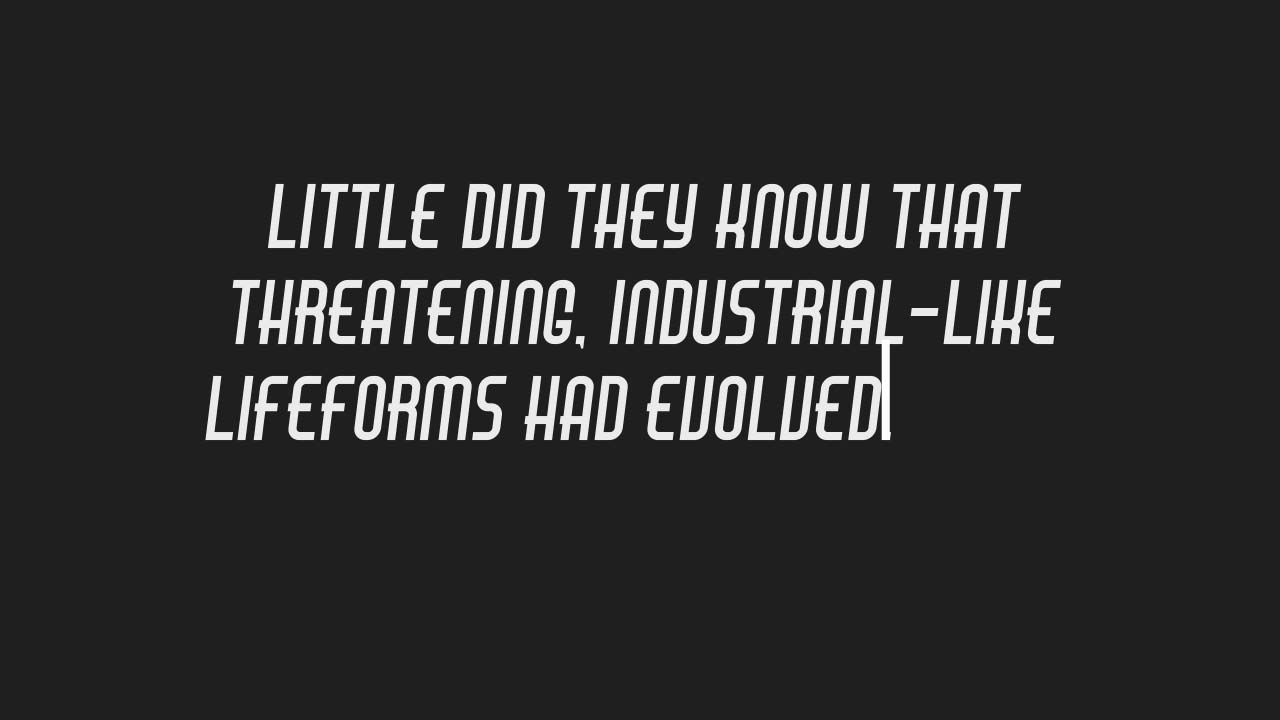 LITTLE DID THEY KNOW THAT
THREATENING, INDUSTRIAL-LIKE
LIFEFORMS HAD EVOLVED